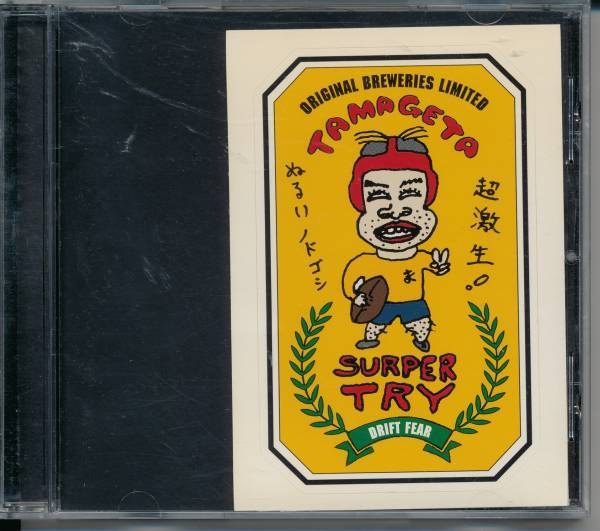 ORIGINAL BREWERIES LIMITED
TAMAGETA
超激生。
ぬるいノドゴシ
ま
SURPER
TRY
DRIFT FEAR